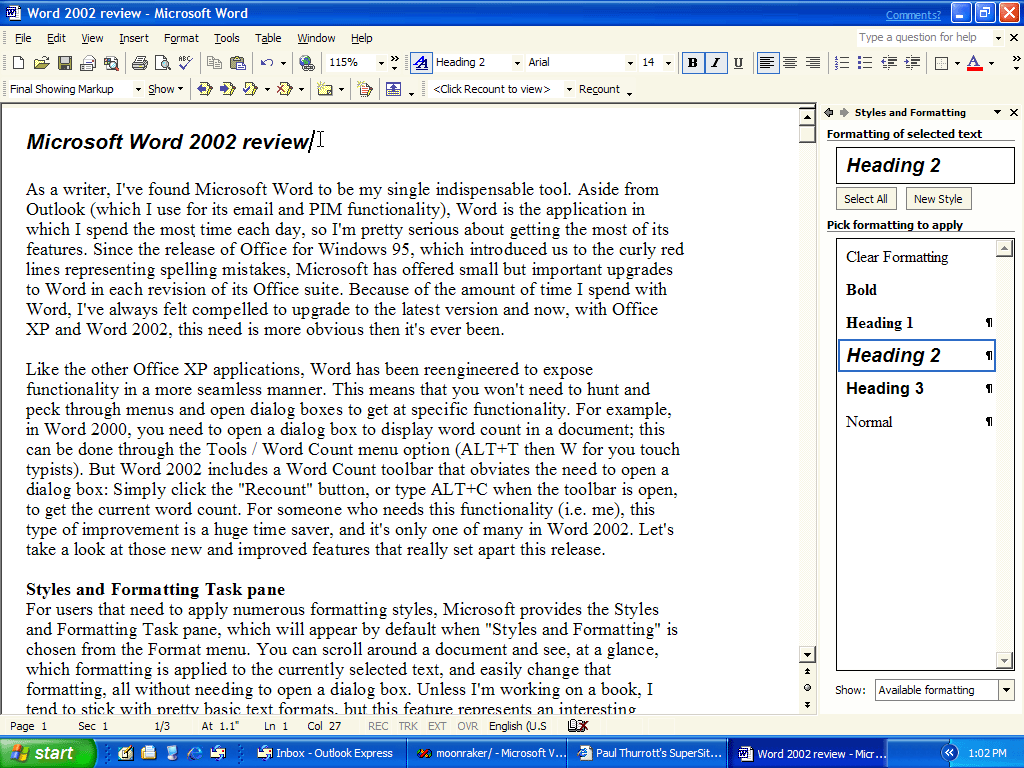 Word 2002 review - Microsoft Word
Comments?
File Edit View Insert Format Tools Table Window Help
Type a question for help
115% Heading 2 Arial 14 B I U
Final Showing Markup Show <Click Recount to view> Recount
Microsoft Word 2002 review
As a writer, I've found Microsoft Word to be my single indispensable tool. Aside from
Outlook (which I use for its email and PIM functionality), Word is the application in
which I spend the most time each day, so I'm pretty serious about getting the most of its
features. Since the release of Office for Windows 95, which introduced us to the curly red
lines representing spelling mistakes, Microsoft has offered small but important upgrades
to Word in each revision of its Office suite. Because of the amount of time I spend with
Word, I've always felt compelled to upgrade to the latest version and now, with Office
XP and Word 2002, this need is more obvious then it's ever been.
Like the other Office XP applications, Word has been reengineered to expose
functionality in a more seamless manner. This means that you won't need to hunt and
peck through menus and open dialog boxes to get at specific functionality. For example,
in Word 2000, you need to open a dialog box to display word count in a document; this
can be done through the Tools / Word Count menu option (ALT+T then W for you touch
typists). But Word 2002 includes a Word Count toolbar that obviates the need to open a
dialog box: Simply click the "Recount" button, or type ALT+C when the toolbar is open,
to get the current word count. For someone who needs this functionality (i.e. me), this
type of improvement is a huge time saver, and it's only one of many in Word 2002. Let's
take a look at those new and improved features that really set apart this release.
Styles and Formatting Task pane
For users that need to apply numerous formatting styles, Microsoft provides the Styles
and Formatting Task pane, which will appear by default when "Styles and Formatting" is
chosen from the Format menu. You can scroll around a document and see, at a glance,
which formatting is applied to the currently selected text, and easily change that
formatting, all without needing to open a dialog box. Unless I'm working on a book, I
tend to stick with pretty basic text formats, but this feature represents an interesting
Styles and Formatting
Formatting of selected text
Heading 2
Select All New Style
Pick formatting to apply
Clear Formatting
Bold
Heading 1 ¶
Heading 2 ¶
Heading 3 ¶
Normal ¶
Show: Available formatting
Page 1 Sec 1 1/3 At 1.1" Ln 1 Col 27 REC TRK EXT OVR English (U.S
start Inbox - Outlook Express moonraker/ - Microsoft V... Paul Thurrott's SuperSit... Word 2002 review - Micr... 1:02 PM